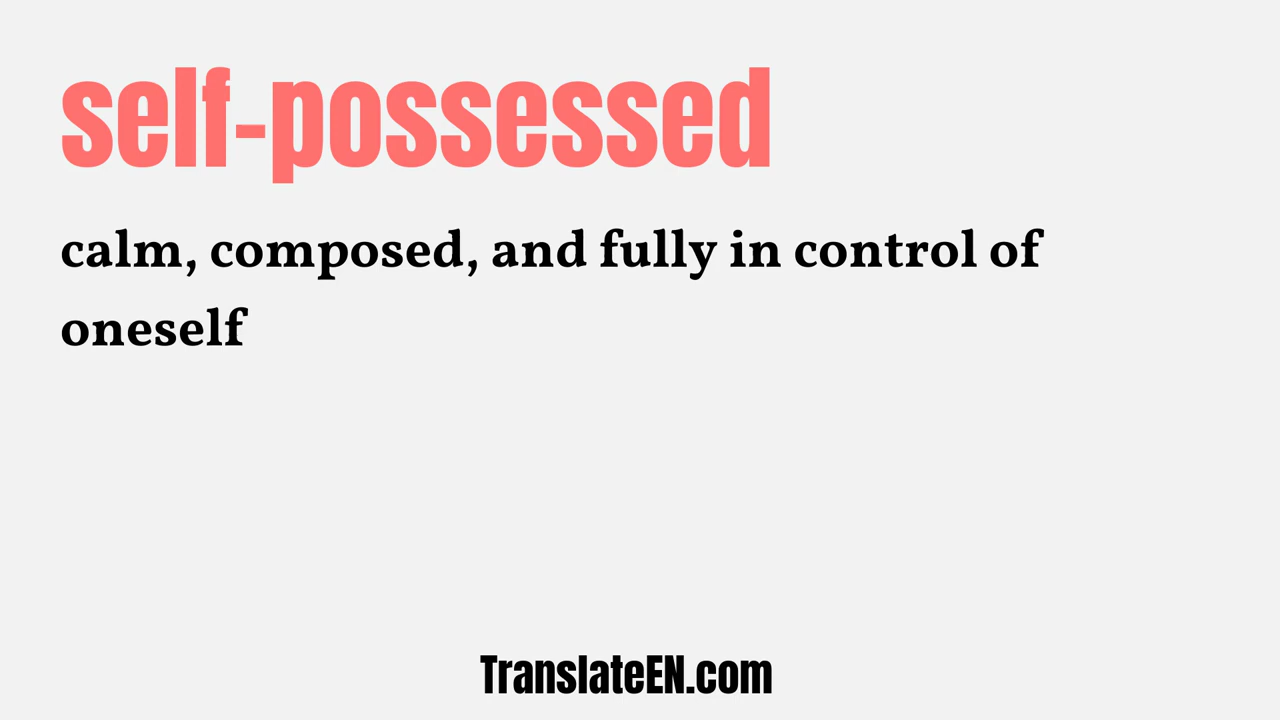 self-possessed
calm, composed, and fully in control of
oneself
TranslateEN.com